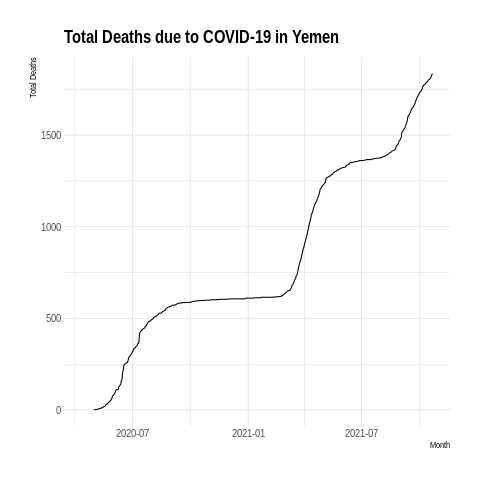 Total Deaths due to COVID-19 in Yemen
Total Deaths
1500
1000
500
0
2020-07
2021-01
2021-07
Month